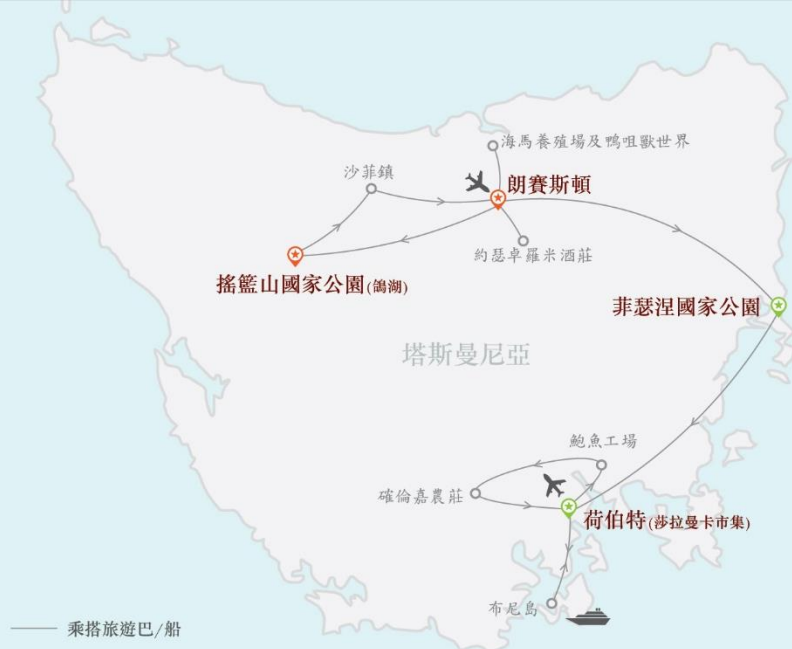 海馬養殖場及鴨咀獸世界
沙菲鎮
朗賽斯頓
約瑟卓羅米酒莊
搖籃山國家公園(鴿湖)
菲瑟涅國家公園
塔斯曼尼亞
鮑魚工場
確倫嘉農莊
荷伯特(莎拉曼卡市集)
布尼島
乘搭旅遊巴/船